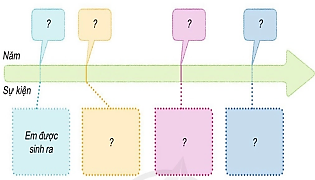 ? ? ? ?
Năm
Sự kiện
Em được
sinh ra
? ? ?